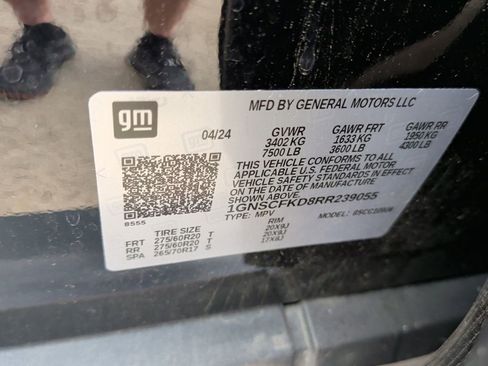 gm
MFD BY GENERAL MOTORS LLC
04/24 GVWR GAWR FRT GAWR RR
3402 KG 1633 KG 1950 KG
7500 LB 3600 LB 4300 LB
THIS VEHICLE CONFORMS TO ALL
APPLICABLE U.S. FEDERAL MOTOR
VEHICLE SAFETY STANDARDS IN EFFECT
ON THE DATE OF MANUFACTURE
1GNSCFKD8RR239055
8555 TYPE: MPV MODEL:
TIRE SIZE RIM
FRT 275/60R20 T 20X9J
RR 275/60R20 T 20X9J
SPA 265/70R17 S 17X8J